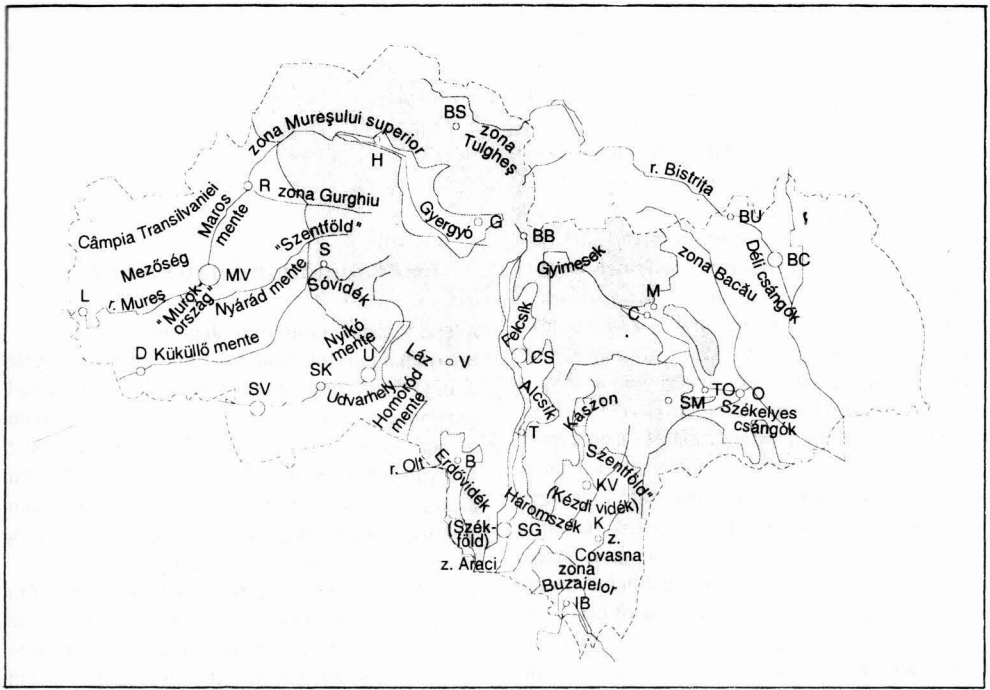 zona Mureşului superior
BS
zona
Tulgheş
H
r. Bistriţa
R
zona Gurghiu
Câmpia Transilvaniei
Maros
mente
Gyergyó
G
BU
"Szentföld"
S
BB
Gyimesek
zona Bacău
Déli csángók
BC
Mezőség
MV
L
r. Mureş
"Murok-
ország"
Nyárád mente
Sóvidék
M
C
Felcsík
D
Küküllő mente
Nyikó
mente
U
Láz
V
CS
SK
SV
Udvarhely
Homoród
mente
Alcsík
Kászon
SM
TO
O
Székelyes
csángók
T
r. Olt
B
Erdővidék
Szentföld"
(Kézdi vidék)
KV
Háromszék
K
(Szék-
föld)
SG
z. Araci
z.
Covasna
zona
Buzaielor
IB